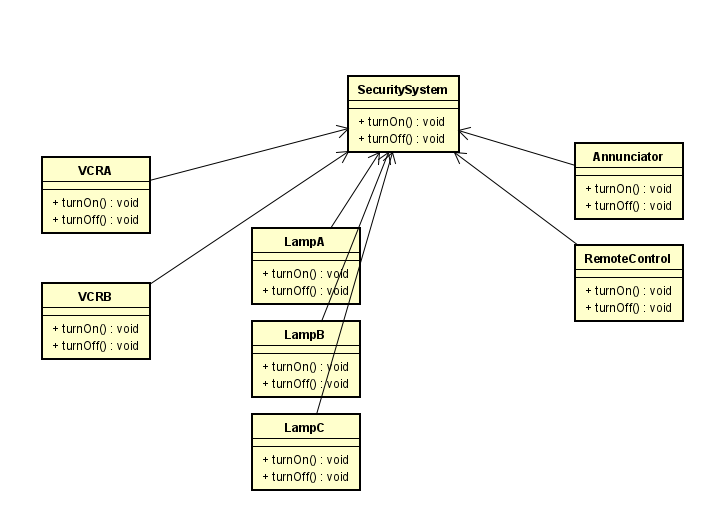 SecuritySystem
+ turnOn() : void
+ turnOff() : void
VCRA
+ turnOn() : void
+ turnOff() : void
VCRB
+ turnOn() : void
+ turnOff() : void
LampA
+ turnOn() : void
+ turnOff() : void
LampB
+ turnOn() : void
+ turnOff() : void
LampC
+ turnOn() : void
+ turnOff() : void
Annunciator
+ turnOn() : void
+ turnOff() : void
RemoteControl
+ turnOn() : void
+ turnOff() : void